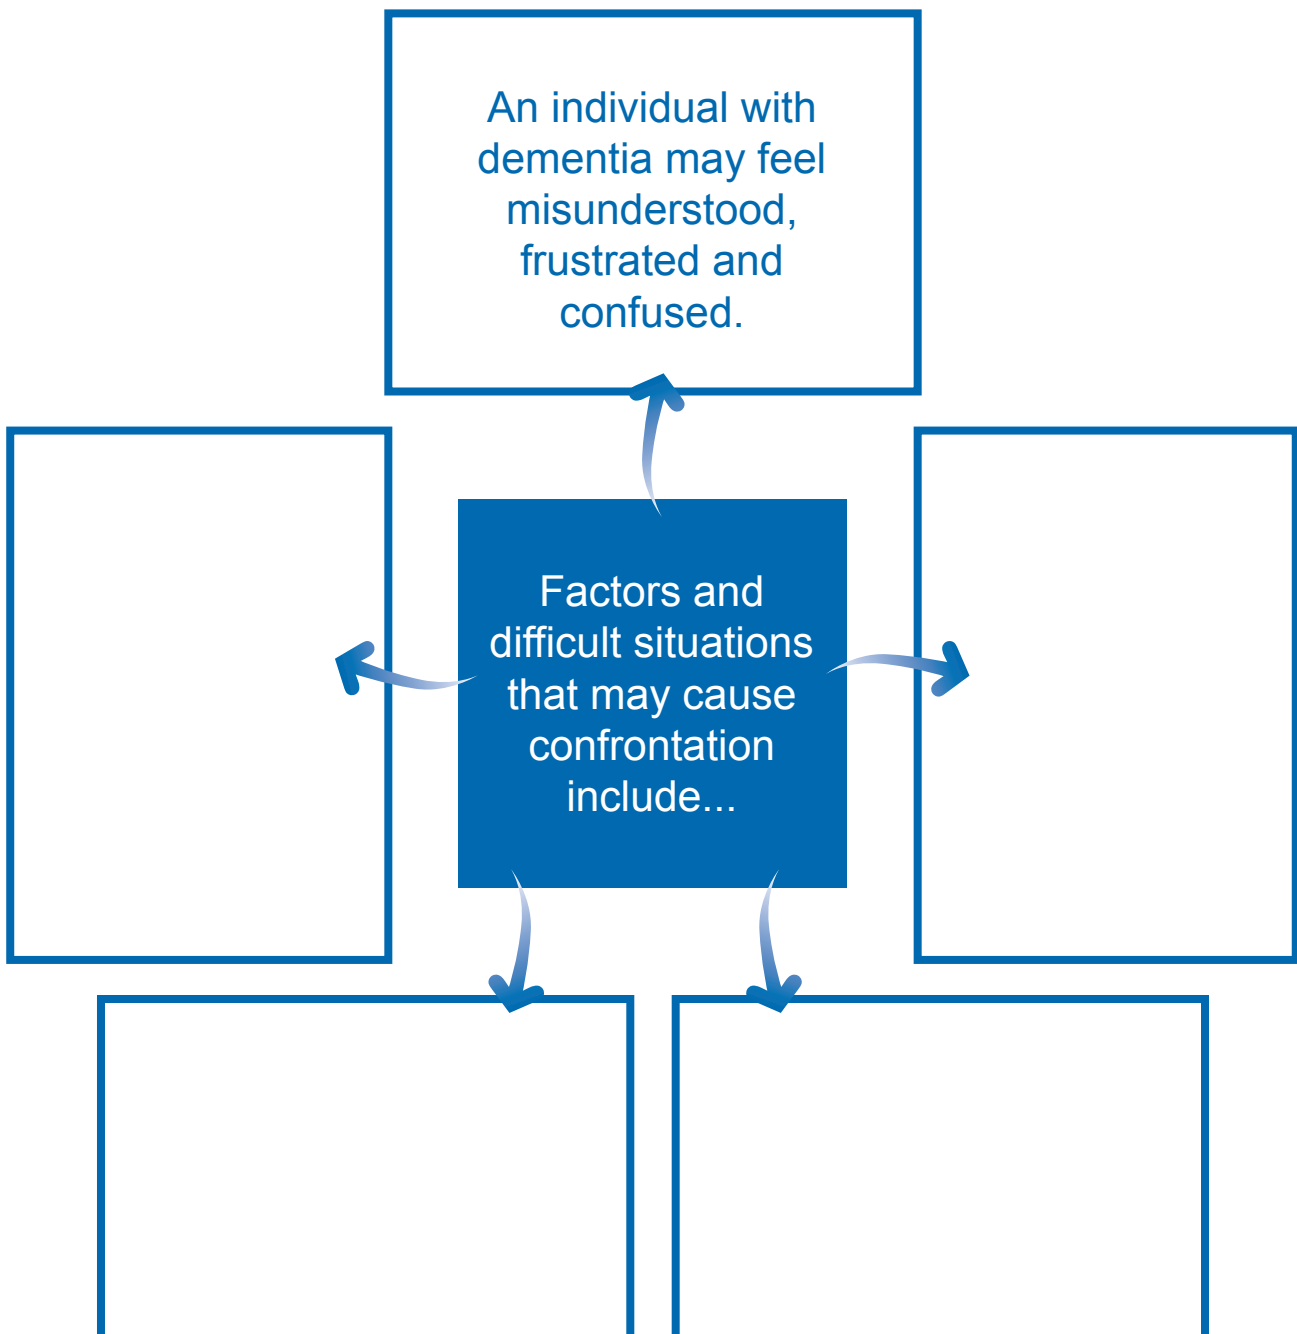 An individual with
dementia may feel
misunderstood,
frustrated and
confused.
Factors and
difficult situations
that may cause
confrontation
include...